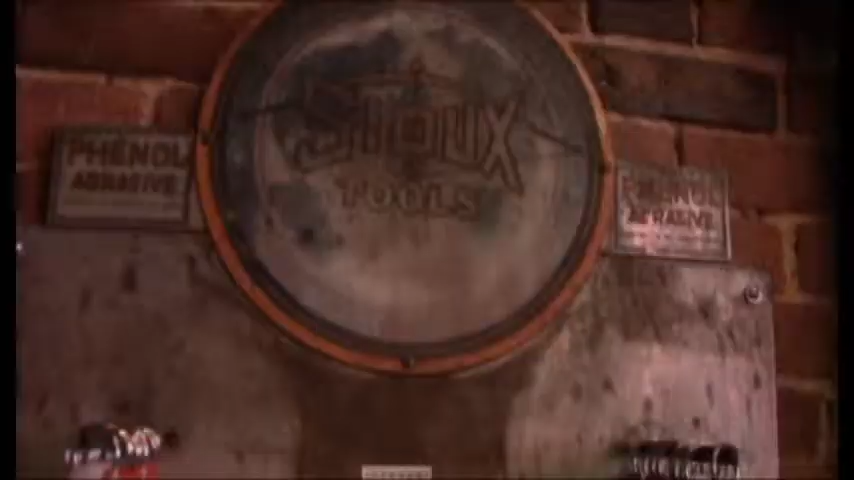 SIOUX
TOOLS
PHENOL
ABRASIVE
PHENOL
ABRASIVE